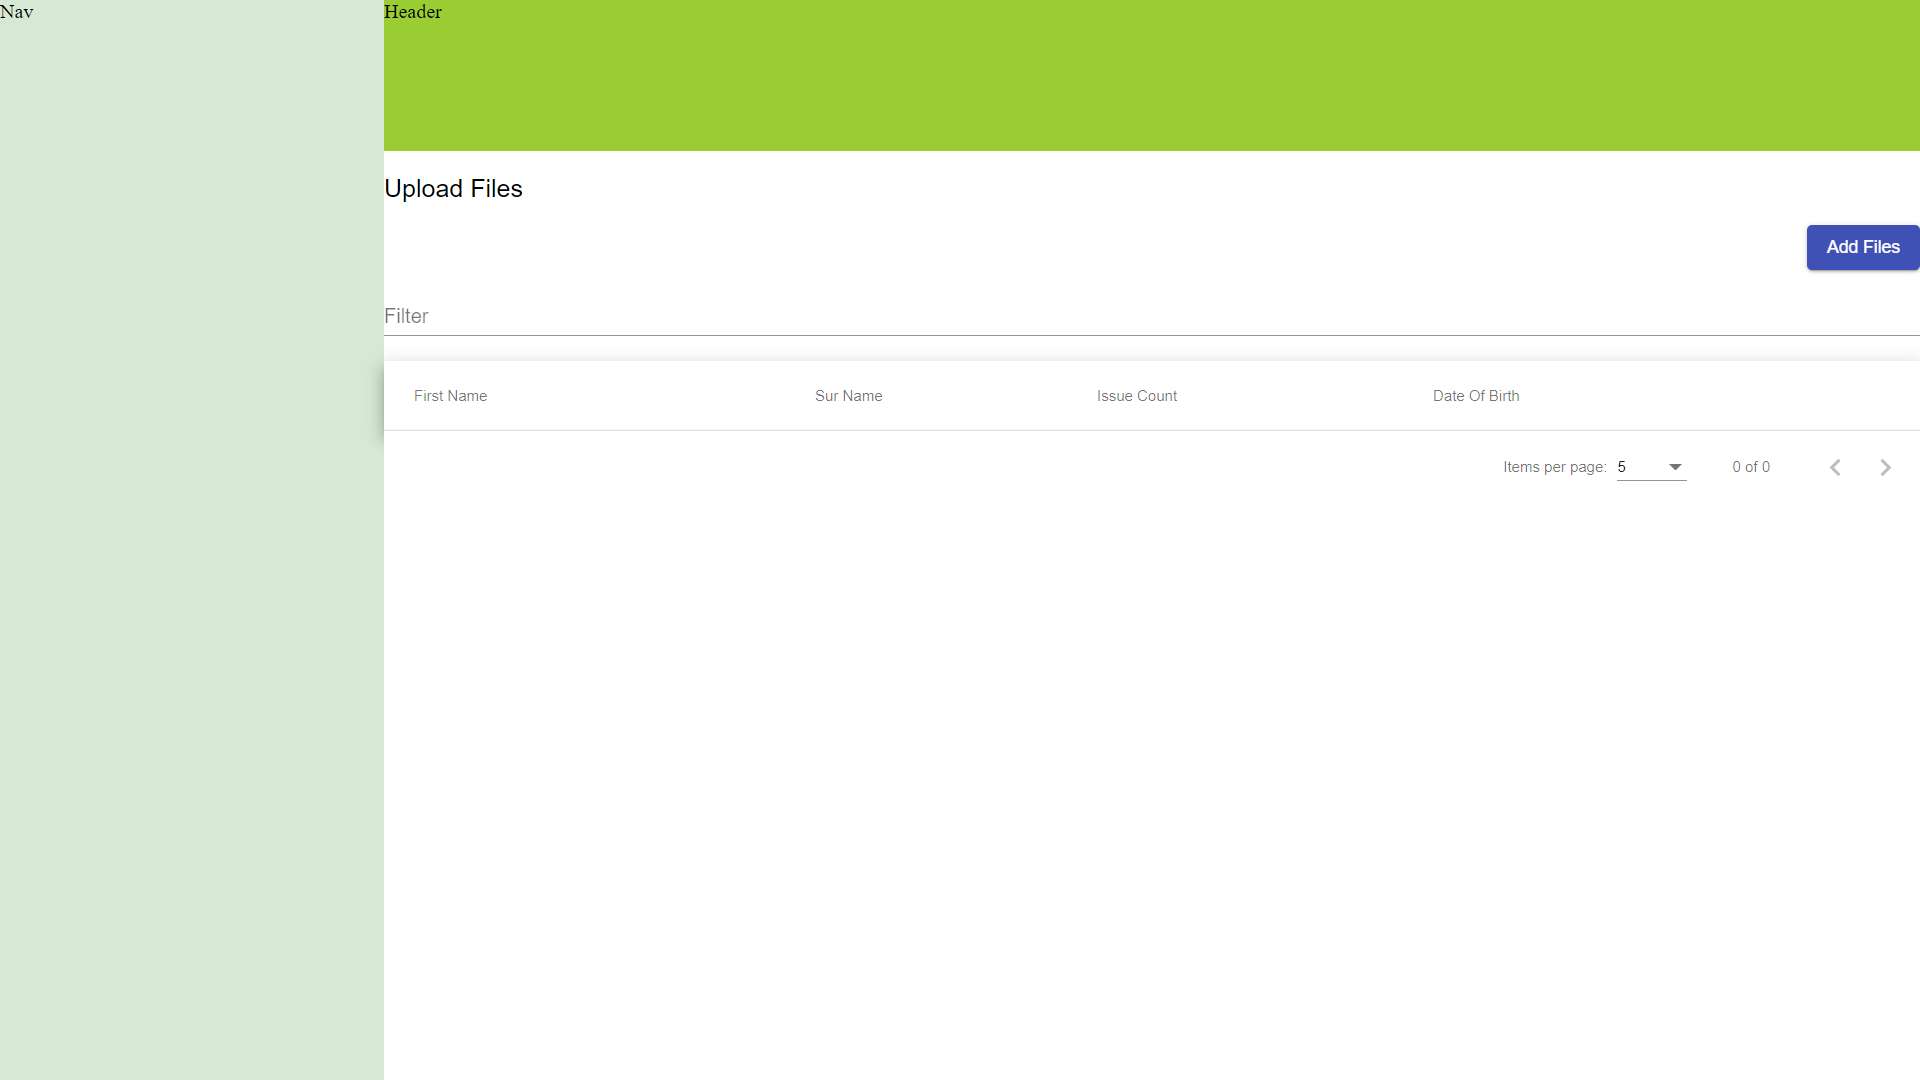 Nav
Header
Upload Files
Add Files
Filter
First Name Sur Name Issue Count Date Of Birth
Items per page: 5 0 of 0